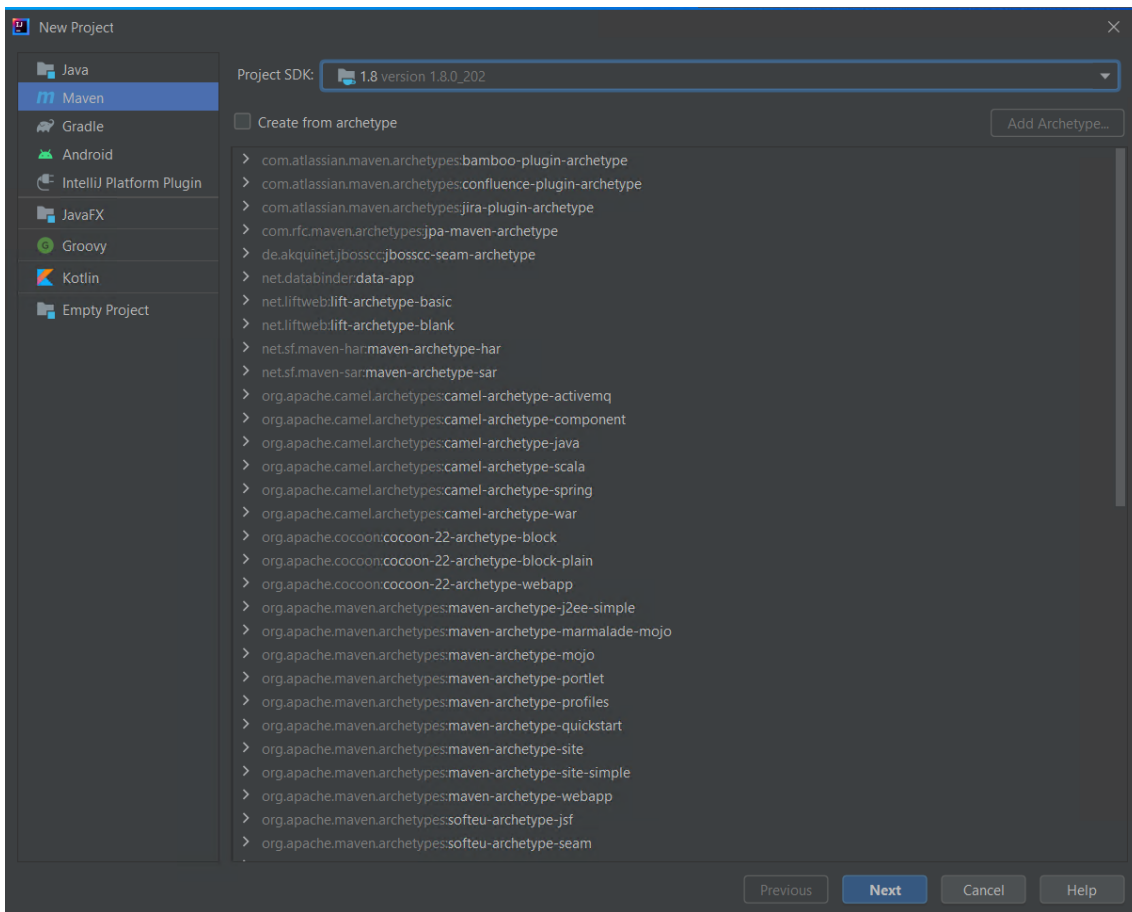 New Project
Java
Maven
Gradle
Android
IntelliJ Platform Plugin
JavaFX
Groovy
Kotlin
Empty Project
Project SDK: 1.8 version 1.8.0_202
Create from archetype
Add Archetype...
com.atlassian.maven.archetypes:bamboo-plugin-archetype
com.atlassian.maven.archetypes:confluence-plugin-archetype
com.atlassian.maven.archetypes:jira-plugin-archetype
com.rfc.maven.archetypes:jpa-maven-archetype
de.akquinet.jbosscc:jbosscc-seam-archetype
net.databinder:data-app
net.liftweb:lift-archetype-basic
net.liftweb:lift-archetype-blank
net.sf.maven-har:maven-archetype-har
net.sf.maven-sar:maven-archetype-sar
org.apache.camel.archetypes:camel-archetype-activemq
org.apache.camel.archetypes:camel-archetype-component
org.apache.camel.archetypes:camel-archetype-java
org.apache.camel.archetypes:camel-archetype-scala
org.apache.camel.archetypes:camel-archetype-spring
org.apache.camel.archetypes:camel-archetype-war
org.apache.cocoon:cocoon-22-archetype-block
org.apache.cocoon:cocoon-22-archetype-block-plain
org.apache.cocoon:cocoon-22-archetype-webapp
org.apache.maven.archetypes:maven-archetype-j2ee-simple
org.apache.maven.archetypes:maven-archetype-marmalade-mojo
org.apache.maven.archetypes:maven-archetype-mojo
org.apache.maven.archetypes:maven-archetype-portlet
org.apache.maven.archetypes:maven-archetype-profiles
org.apache.maven.archetypes:maven-archetype-quickstart
org.apache.maven.archetypes:maven-archetype-site
org.apache.maven.archetypes:maven-archetype-site-simple
org.apache.maven.archetypes:maven-archetype-webapp
org.apache.maven.archetypes:softeu-archetype-jsf
org.apache.maven.archetypes:softeu-archetype-seam
Previous
Next
Cancel
Help